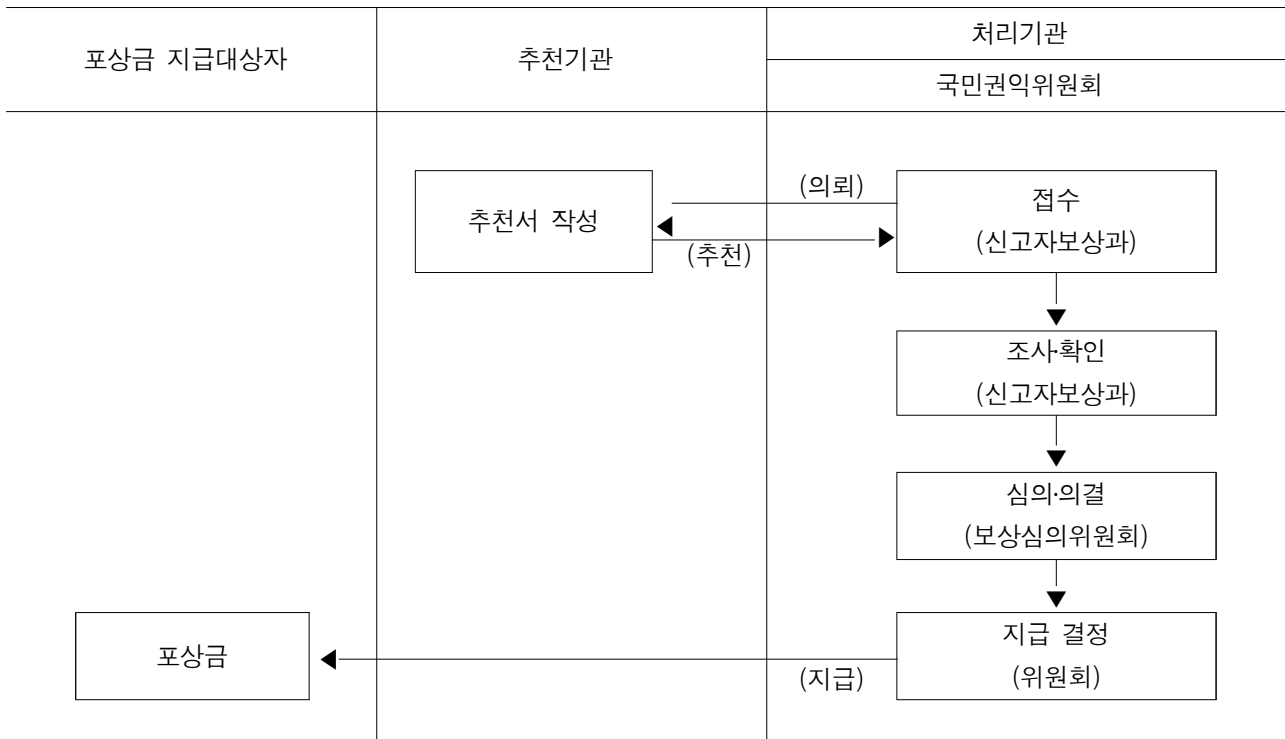 포상금 지급대상자
추천기관
처리기관
국민권익위원회
(의뢰)
추천서 작성
(추천)
접수
(신고자보상과)
조사·확인
(신고자보상과)
심의·의결
(보상심의위원회)
지급 결정
(위원회)
(지급)
포상금